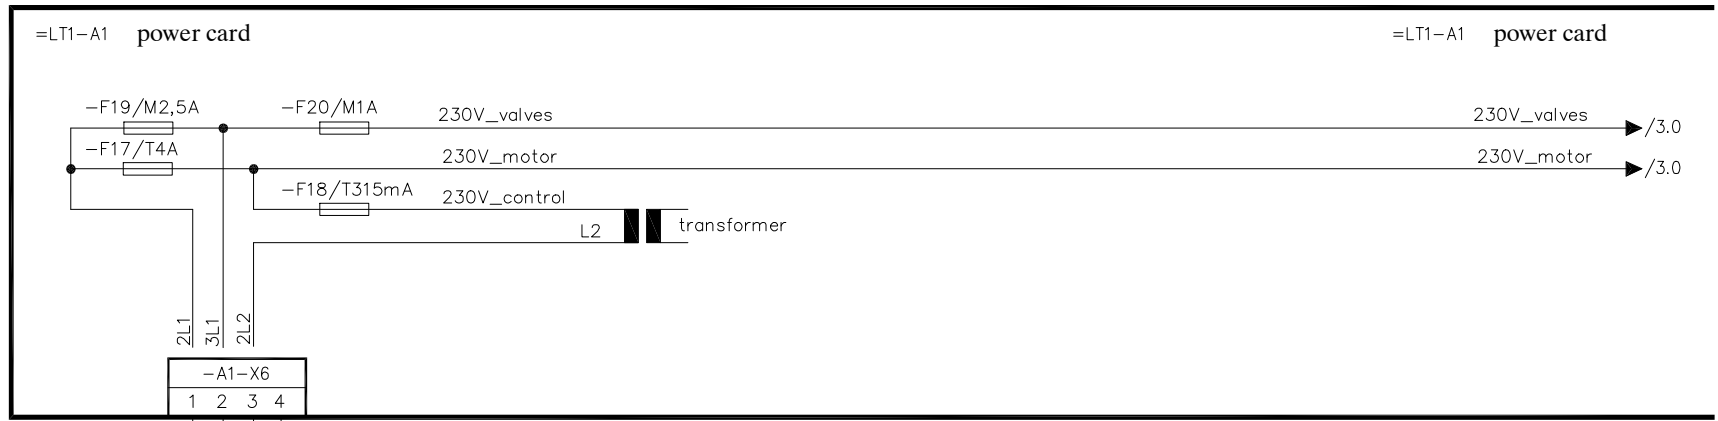 =LT1-A1 power card
=LT1-A1 power card
-F19/M2,5A
-F20/M1A
230V_valves
230V_valves
/3.0
-F17/T4A
230V_motor
230V_motor
/3.0
-F18/T315mA
230V_control
L2
transformer
2L1
3L1
2L2
-A1-X6
1 2 3 4